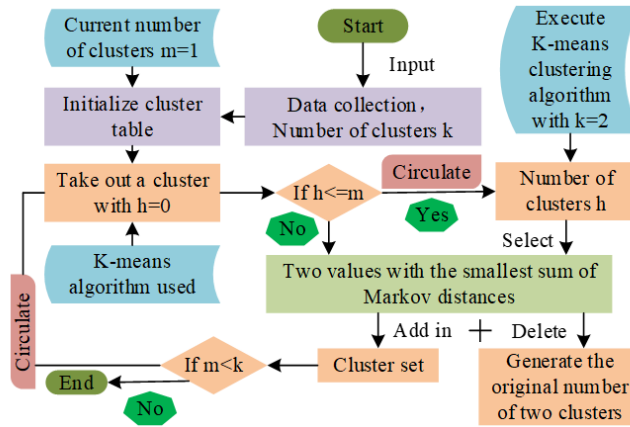 Current number
of clusters m=1
Start
Input
Execute
K-means
clustering
algorithm
with k=2
Initialize cluster
table
Data collection,
Number of clusters k
Take out a cluster
with h=0
If h<=m
Circulate
Yes
No
Number of
clusters h
Select
K-means
algorithm used
Two values with the smallest sum of
Markov distances
Circulate
Add in + Delete
If m<k
Cluster set
Generate the
original number
of two clusters
End
No